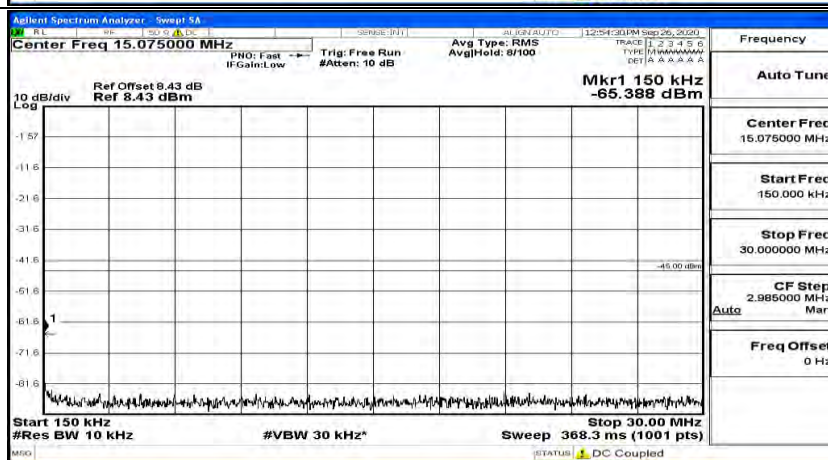 Agilent Spectrum Analyzer - Swept SA
RL RF 50 Ω DC SENSE:INT ALIGN AUTO 12:54:30 PM Sep 26, 2020
Center Freq 15.075000 MHz
PNO: Fast
IFGain:Low
Trig: Free Run
#Atten: 10 dB
Avg Type: RMS
Avg|Hold: 8/100
TRACE 1 2 3 4 5 6
TYPE MWWWWW
DET A A A A A A
Ref Offset 8.43 dB
10 dB/div Ref 8.43 dBm
Log
Mkr1 150 kHz
-65.388 dBm
-1.57
-11.6
-21.6
-31.6
-41.6
-45.00 dBm
-51.6
1
-61.6
-71.6
-81.6
Start 150 kHz
Stop 30.00 MHz
#Res BW 10 kHz
#VBW 30 kHz*
Sweep 368.3 ms (1001 pts)
MSG
STATUS DC Coupled
Frequency
Auto Tune
Center Freq
15.075000 MHz
Start Freq
150.000 kHz
Stop Freq
30.000000 MHz
CF Step
2.985000 MHz
Auto Man
Freq Offset
0 Hz